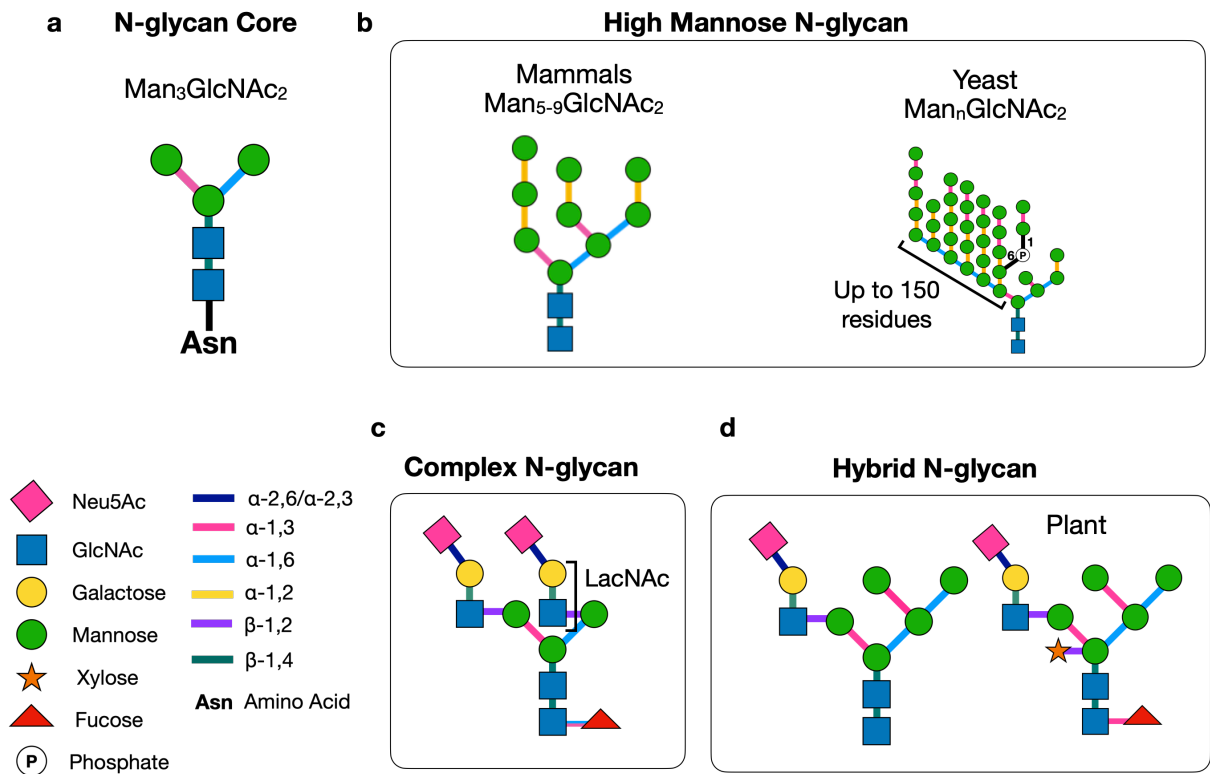 a N-glycan Core
Man₃GlcNAc₂
Asn
b High Mannose N-glycan
Mammals
Man₅₋₉GlcNAc₂
Yeast
ManₙGlcNAc₂
1
6 P
Up to 150
residues
Neu5Ac
GlcNAc
Galactose
Mannose
Xylose
Fucose
P Phosphate
α-2,6/α-2,3
α-1,3
α-1,6
α-1,2
β-1,2
β-1,4
Asn Amino Acid
c
Complex N-glycan
LacNAc
d
Hybrid N-glycan
Plant